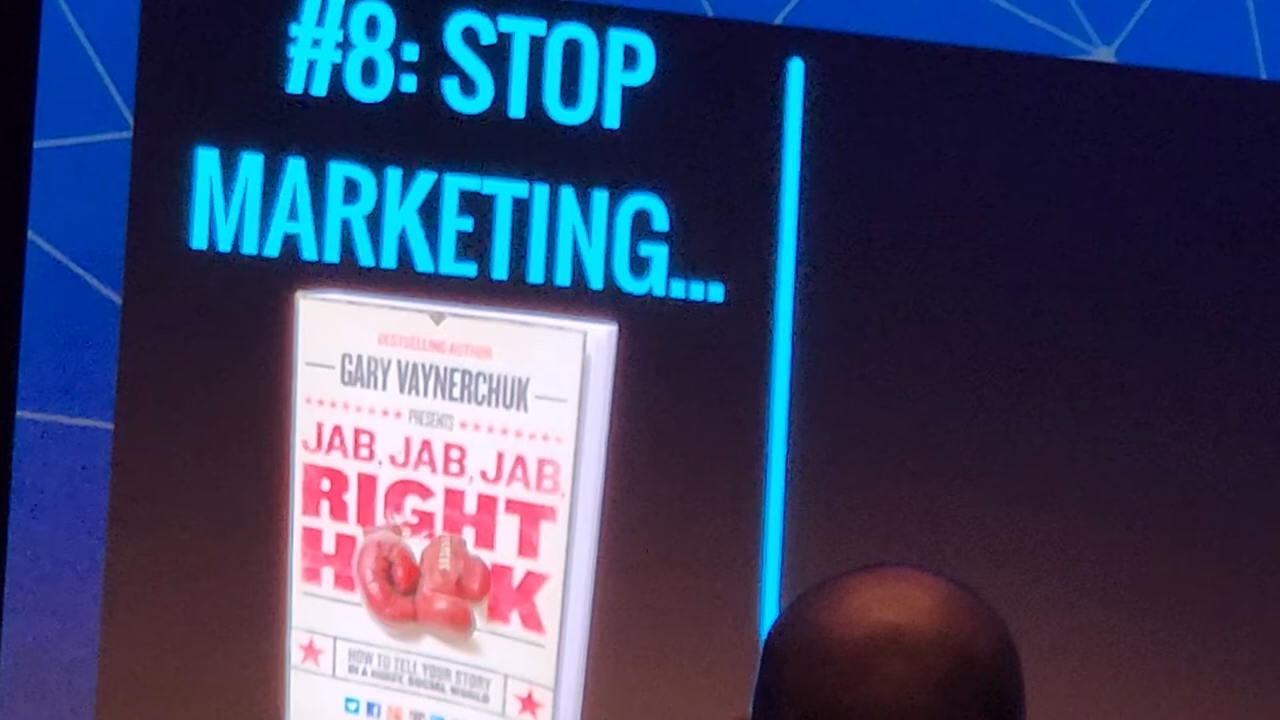 #8: STOP
MARKETING...
BESTSELLING AUTHOR
GARY VAYNERCHUK
PRESENTS
JAB, JAB, JAB,
RIGHT
HOOK
HOW TO TELL YOUR STORY
IN A NOISY, SOCIAL WORLD